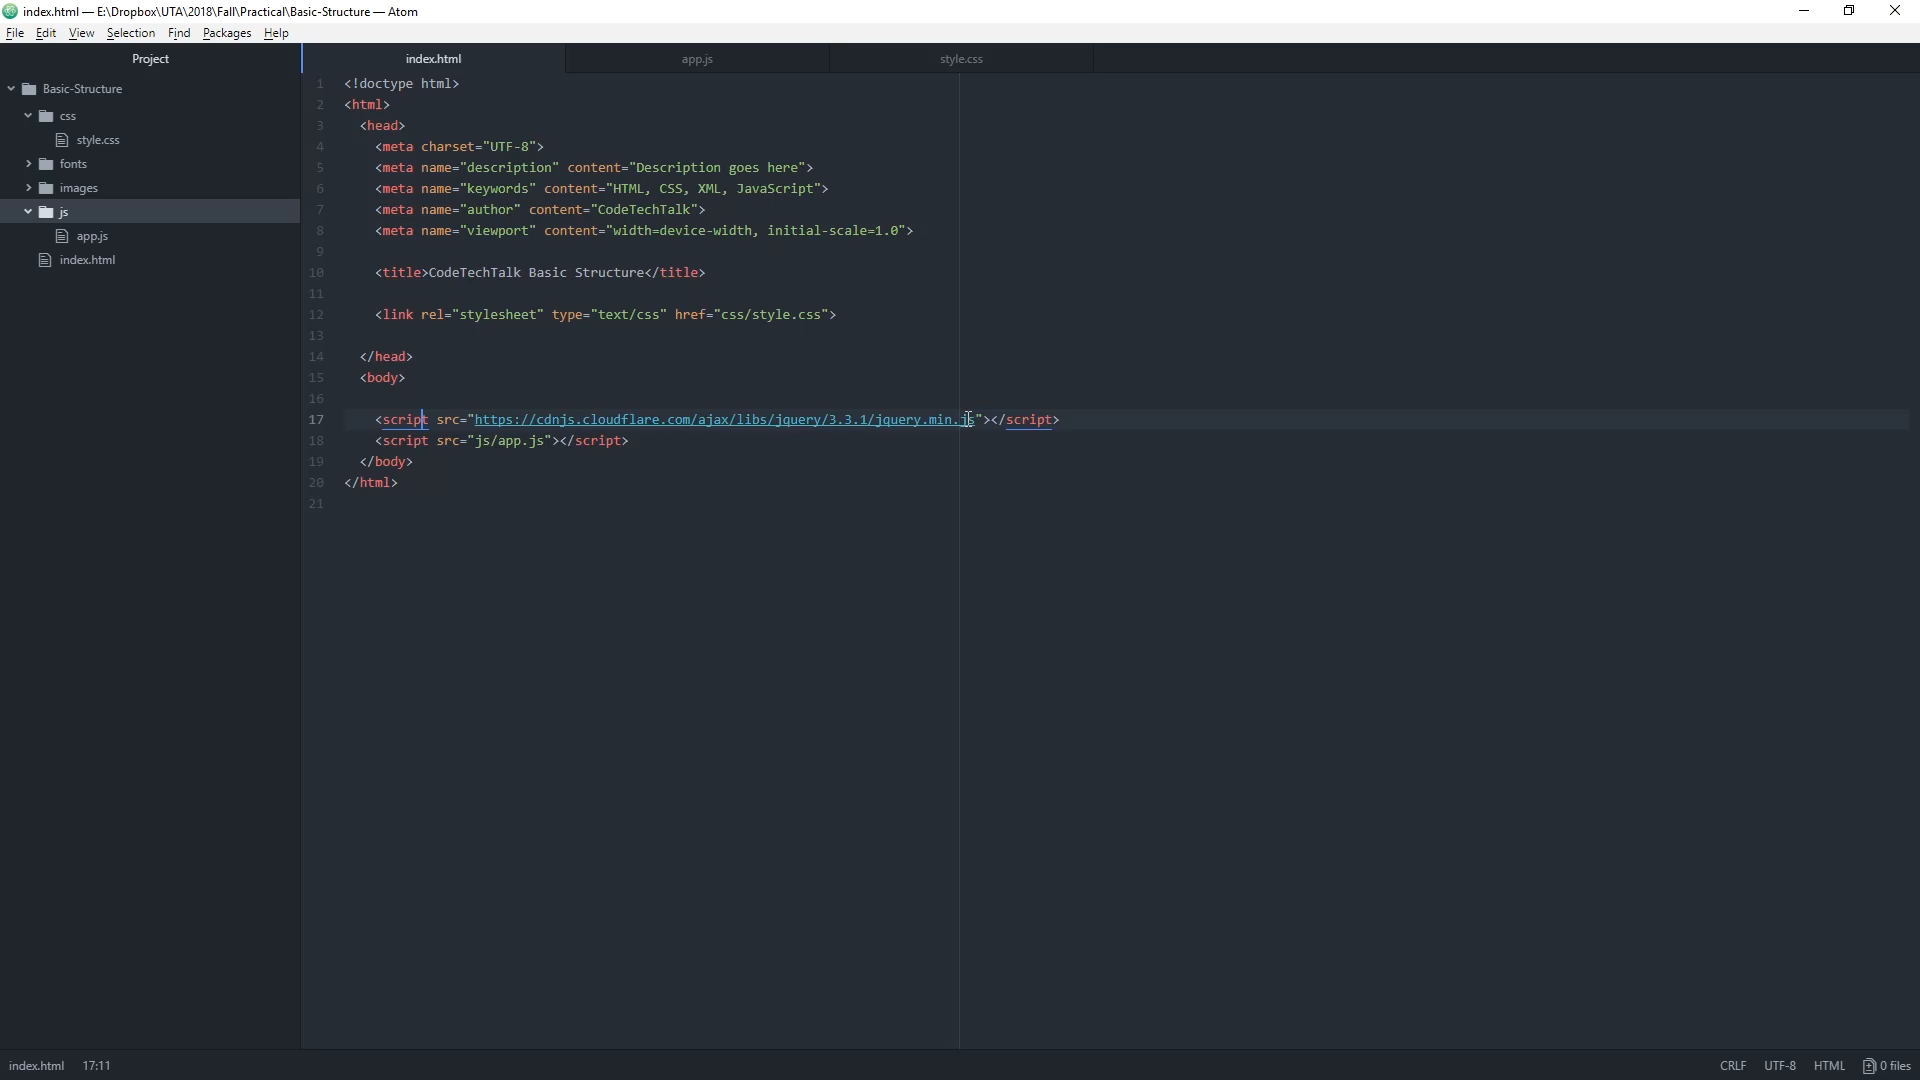 index.html — E:\Dropbox\UTA\2018\Fall\Practical\Basic-Structure — Atom
File Edit View Selection Find Packages Help
Project
index.html
app.js
style.css
Basic-Structure
css
style.css
fonts
images
js
app.js
index.html
1 <!doctype html>
2 <html>
3 <head>
4 <meta charset="UTF-8">
5 <meta name="description" content="Description goes here">
6 <meta name="keywords" content="HTML, CSS, XML, JavaScript">
7 <meta name="author" content="CodeTechTalk">
8 <meta name="viewport" content="width=device-width, initial-scale=1.0">
9
10 <title>CodeTechTalk Basic Structure</title>
11
12 <link rel="stylesheet" type="text/css" href="css/style.css">
13
14 </head>
15 <body>
16
17 <script src="https://cdnjs.cloudflare.com/ajax/libs/jquery/3.3.1/jquery.min.js"></script>
18 <script src="js/app.js"></script>
19 </body>
20 </html>
21
index.html 17:11
CRLF UTF-8 HTML 0 files